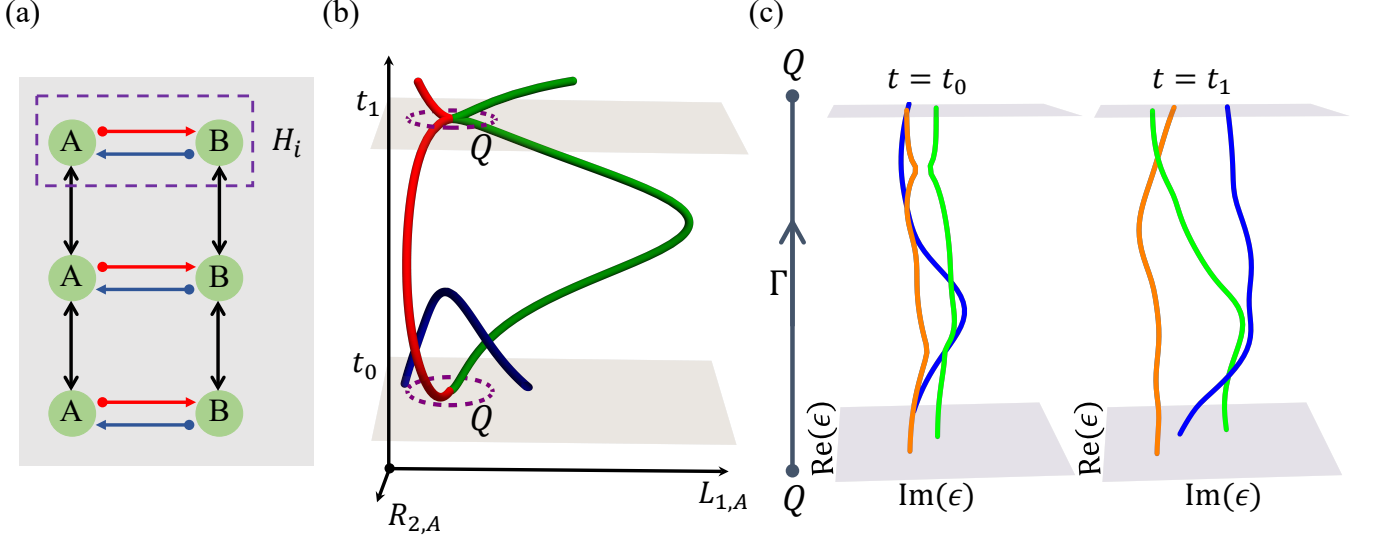 (a)
A B H_i
A B
A B
(b)
t_1
Q
t_0
Q
L_{1,A}
R_{2,A}
(c)
Q
Γ
Q
t = t_0
t = t_1
Re(ϵ)
Im(ϵ)
Re(ϵ)
Im(ϵ)